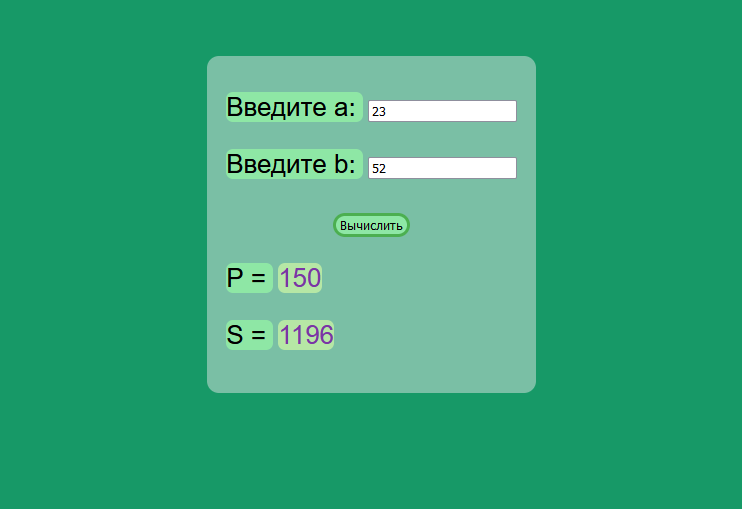 Введите a: 23
Введите b: 52
Вычислить
P = 150
S = 1196